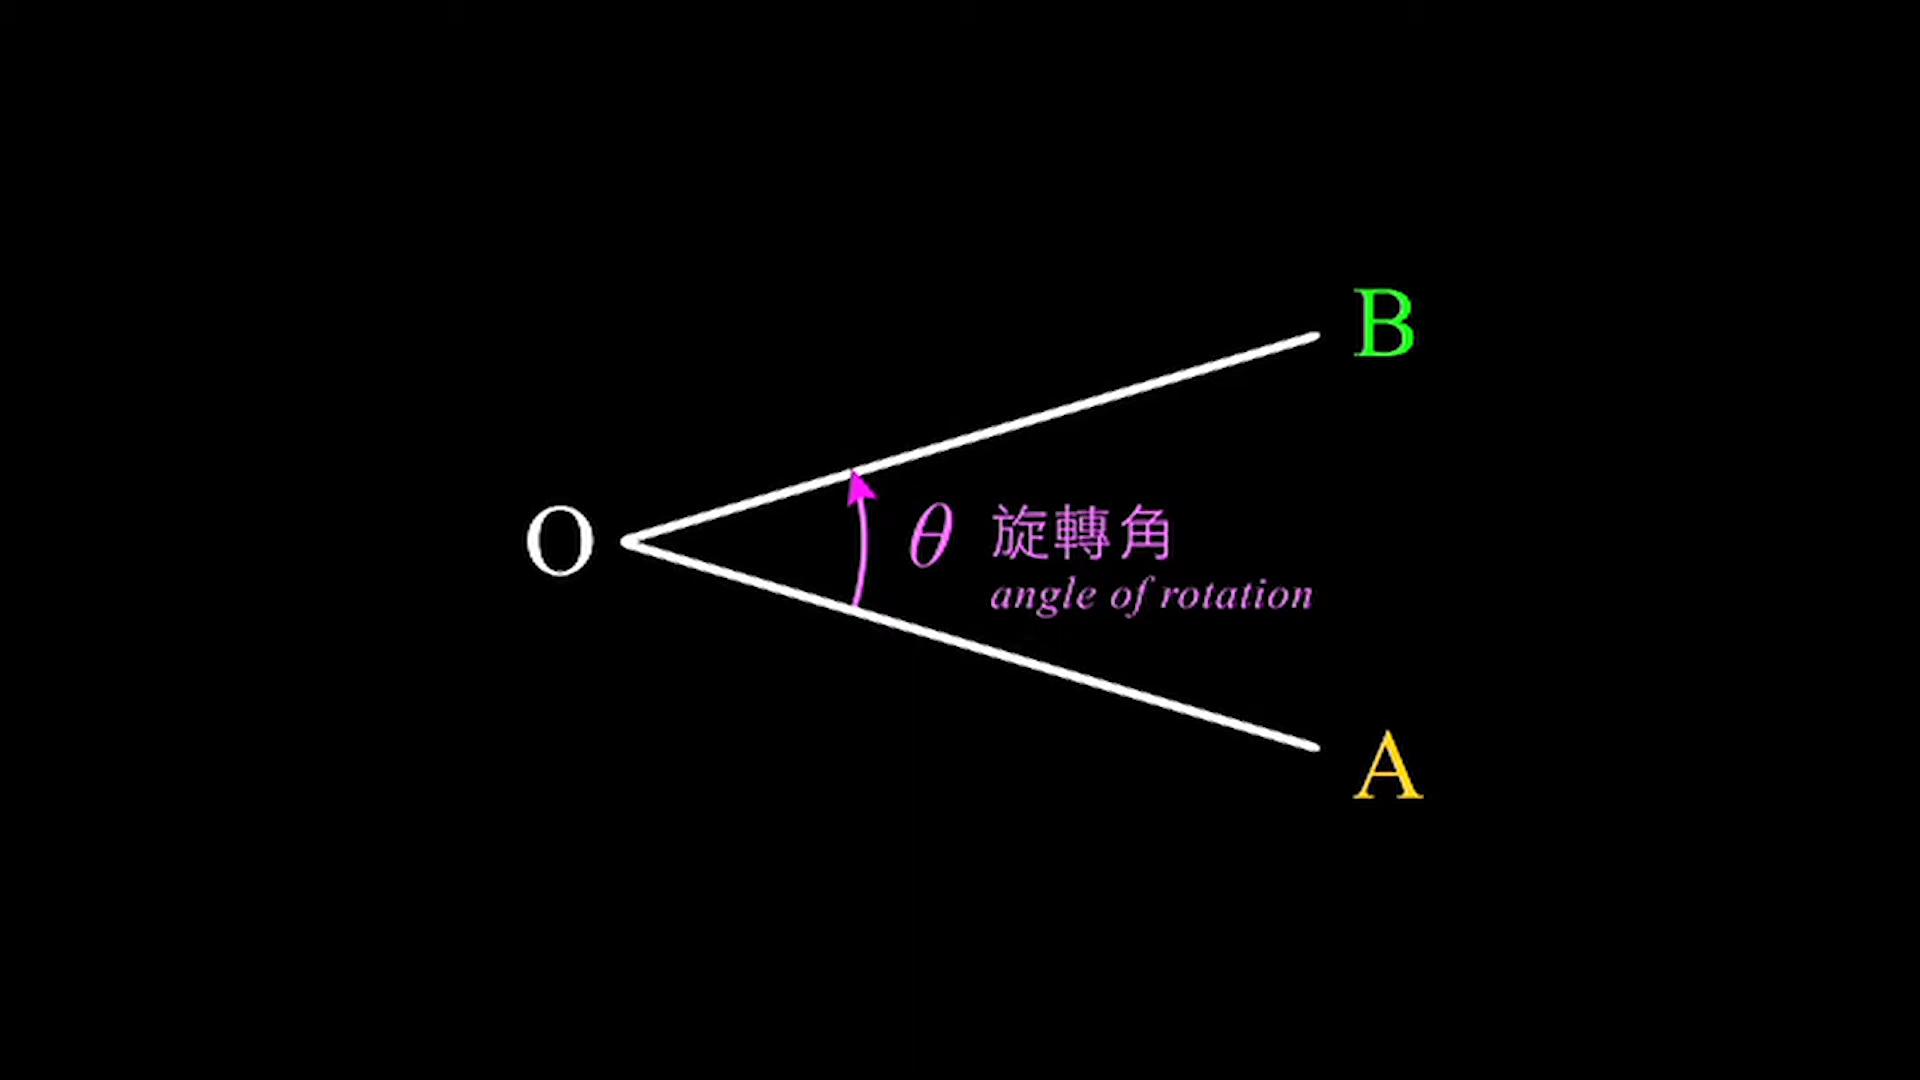 B
O
θ 旋轉角
angle of rotation
A